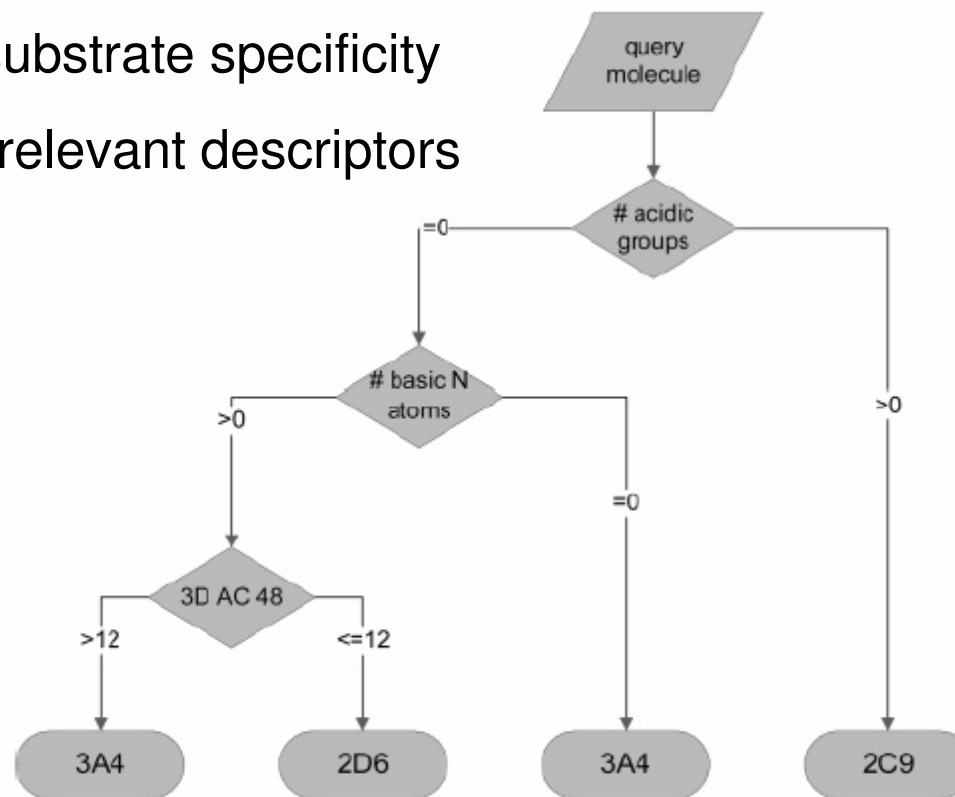 ubstrate specificity
relevant descriptors
query
molecule
# acidic
groups
=0
>0
# basic N
atoms
>0
=0
3D AC 48
>12
<=12
3A4
2D6
3A4
2C9